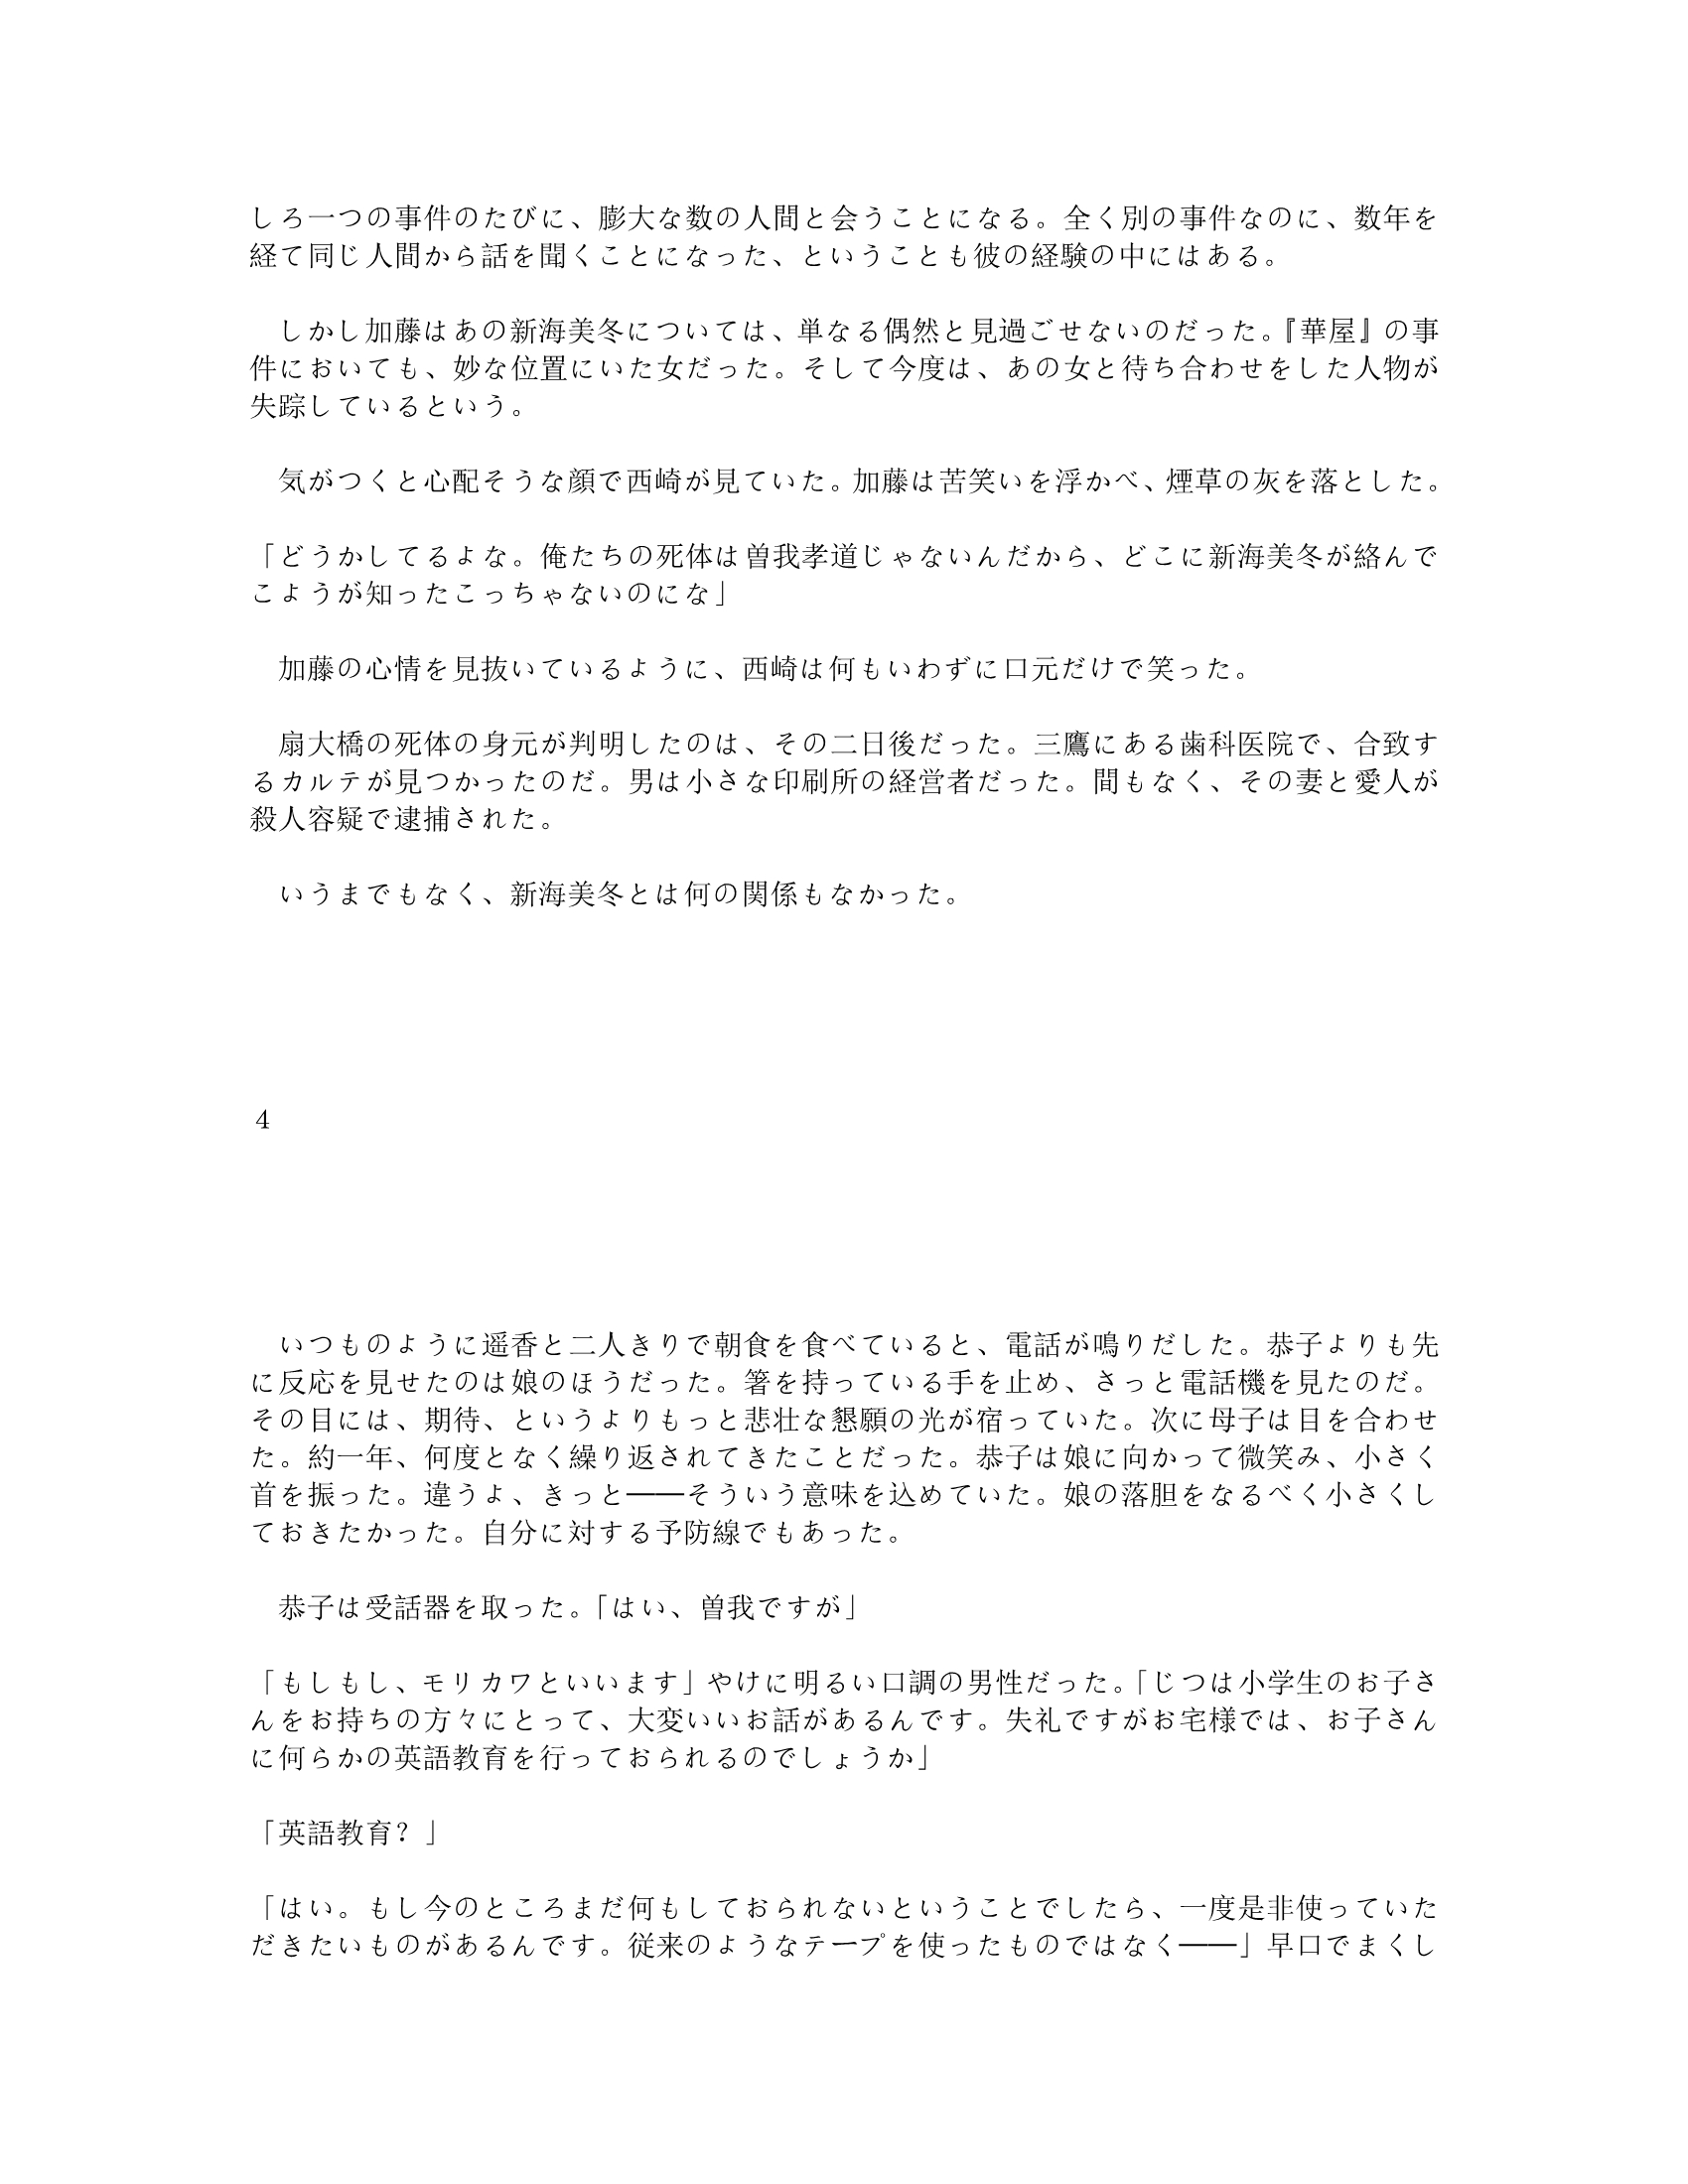 しろ一つの事件のたびに、膨大な数の人間と会うことになる。全く別の事件なのに、数年を
経て同じ人間から話を聞くことになった、ということも彼の経験の中にはある。
　しかし加藤はあの新海美冬については、単なる偶然と見過ごせないのだった。『華屋』の事
件においても、妙な位置にいた女だった。そして今度は、あの女と待ち合わせをした人物が
失踪しているという。
　気がつくと心配そうな顔で西崎が見ていた。加藤は苦笑いを浮かべ、煙草の灰を落とした。
「どうかしてるよな。俺たちの死体は曽我孝道じゃないんだから、どこに新海美冬が絡んで
こようが知ったこっちゃないのにな」
　加藤の心情を見抜いているように、西崎は何もいわずに口元だけで笑った。
　扇大橋の死体の身元が判明したのは、その二日後だった。三鷹にある歯科医院で、合致す
るカルテが見つかったのだ。男は小さな印刷所の経営者だった。間もなく、その妻と愛人が
殺人容疑で逮捕された。
　いうまでもなく、新海美冬とは何の関係もなかった。
4
　いつものように遥香と二人きりで朝食を食べていると、電話が鳴りだした。恭子よりも先
に反応を見せたのは娘のほうだった。箸を持っている手を止め、さっと電話機を見たのだ。
その目には、期待、というよりもっと悲壮な懇願の光が宿っていた。次に母子は目を合わせ
た。約一年、何度となく繰り返されてきたことだった。恭子は娘に向かって微笑み、小さく
首を振った。違うよ、きっと――そういう意味を込めていた。娘の落胆をなるべく小さくし
ておきたかった。自分に対する予防線でもあった。
　恭子は受話器を取った。「はい、曽我ですが」
「もしもし、モリカワといいます」やけに明るい口調の男性だった。「じつは小学生のお子さ
んをお持ちの方々にとって、大変いいお話があるんです。失礼ですがお宅様では、お子さん
に何らかの英語教育を行っておられるのでしょうか」
「英語教育？」
「はい。もし今のところまだ何もしておられないということでしたら、一度是非使っていた
だきたいものがあるんです。従来のようなテープを使ったものではなく――」早口でまくし